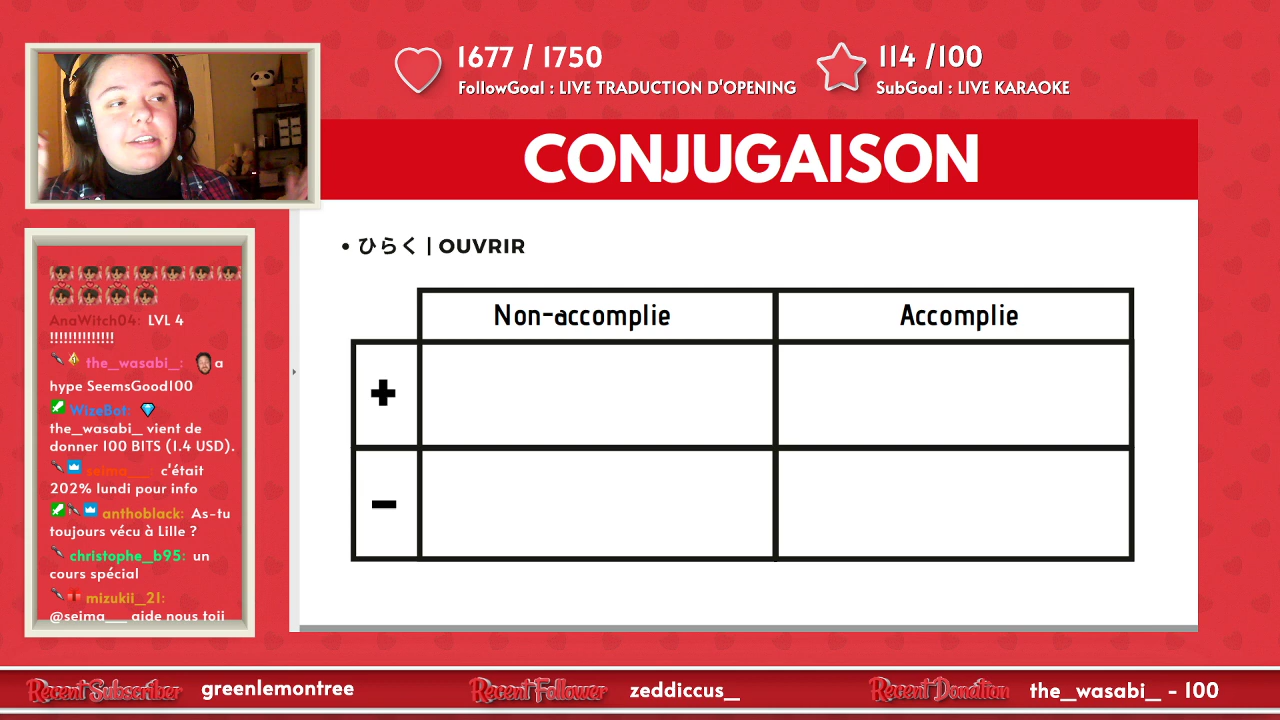 1677 / 1750
FollowGoal : LIVE TRADUCTION D'OPENING
114 /100
SubGoal : LIVE KARAOKE
CONJUGAISON
• ひらく | OUVRIR
Non-accomplie
Accomplie
+
−
AnaWitch04: LVL 4
!!!!!!!!!!!!!!
the_wasabi_: a
hype SeemsGood100
WizeBot:
the_wasabi_ vient de
donner 100 BITS (1.4 USD).
seima___: c'était
202% lundi pour info
anthoblack: As-tu
toujours vécu à Lille ?
christophe_b95: un
cours spécial
mizukii_21:
@seima___ aide nous toii
Recent Subscriber greenlemontree
Recent Follower zeddiccus_
Recent Donation the_wasabi_ - 100